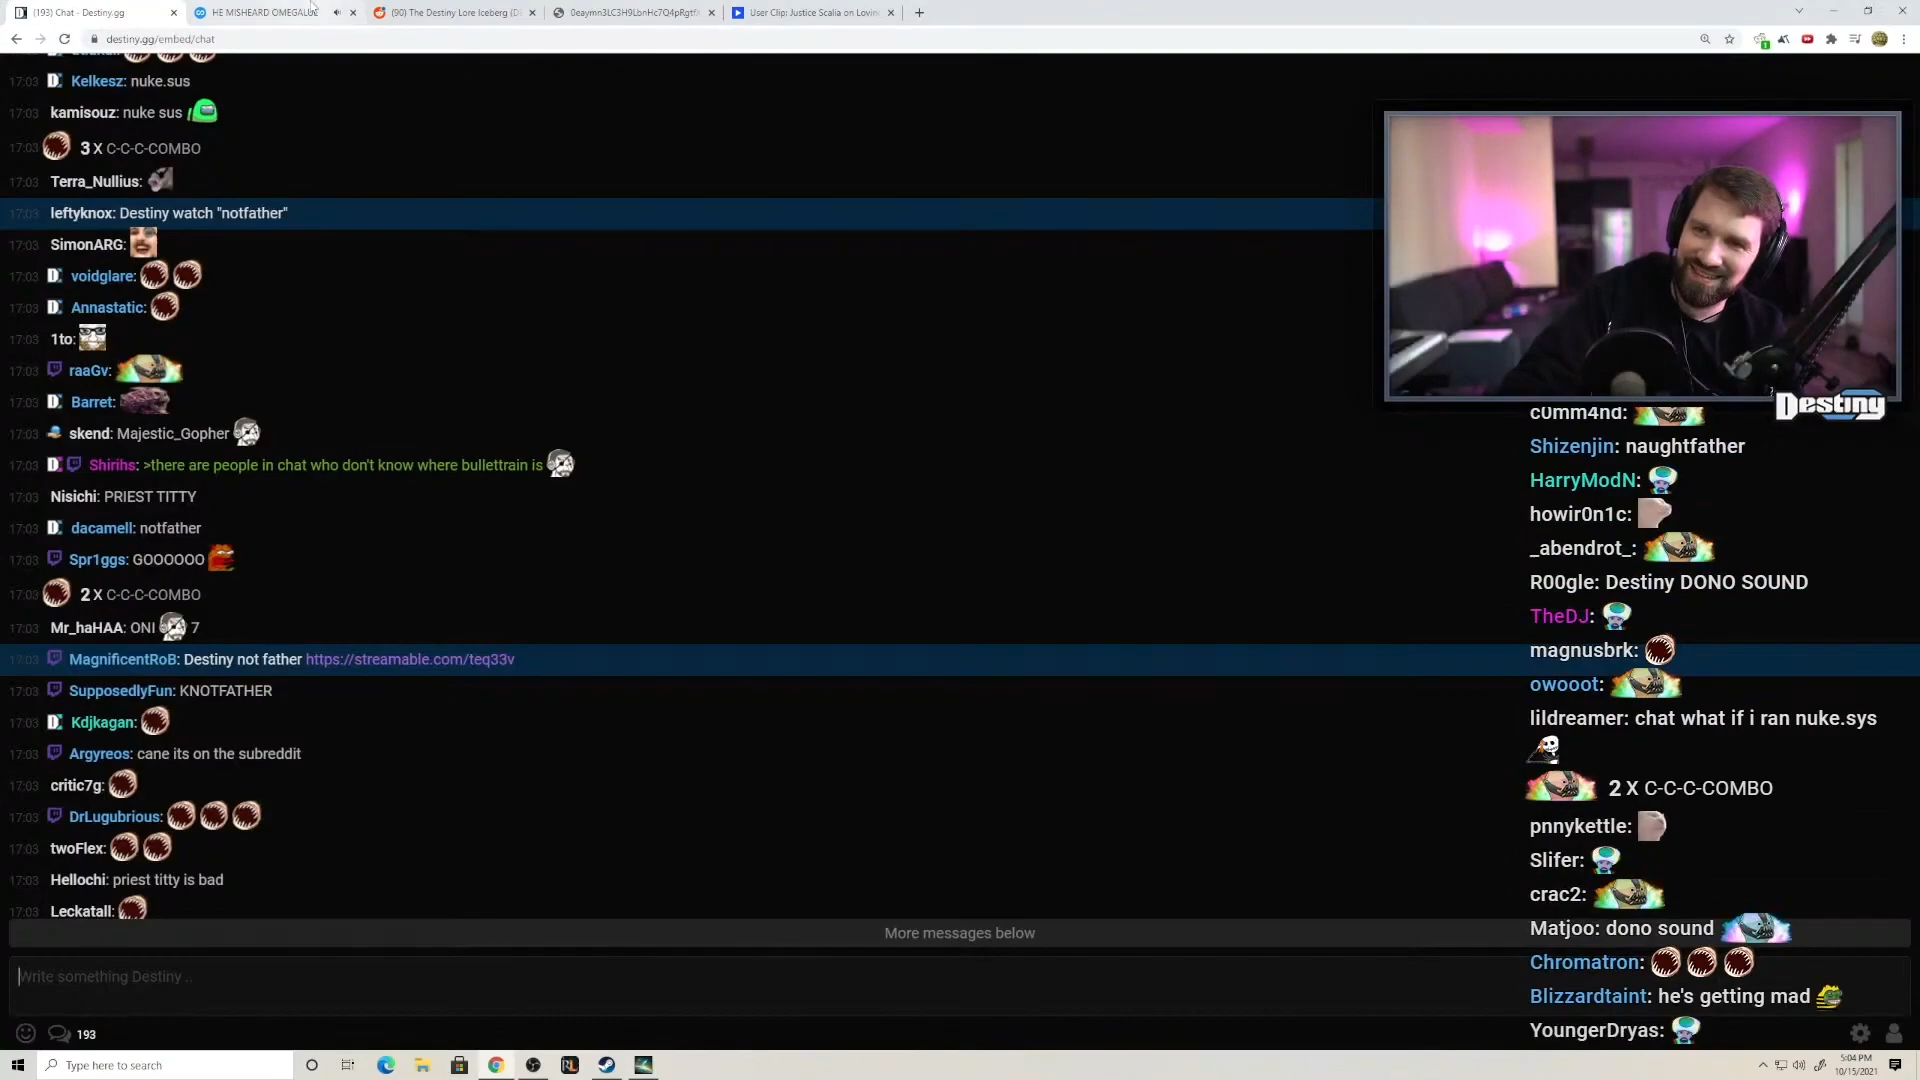 (193) Chat - Destiny.gg
HE MISHEARD OMEGALUL
(90) The Destiny Lore Iceberg (D
0eaymn3LC3H9LbnHc7Q4pRgtf
User Clip: Justice Scalia on Lovin
destiny.gg/embed/chat
17:03 Kelkesz: nuke.sus
17:03 kamisouz: nuke sus
17:03 3 X C-C-C-COMBO
17:03 Terra_Nullius:
17:03 leftyknox: Destiny watch "notfather"
17:03 SimonARG:
17:03 voidglare:
17:03 Annastatic:
17:03 1to:
17:03 raaGv:
17:03 Barret:
17:03 skend: Majestic_Gopher
17:03 Shirihs: >there are people in chat who don't know where bullettrain is
17:03 Nisichi: PRIEST TITTY
17:03 dacamell: notfather
17:03 Spr1ggs: GOOOOOO
17:03 2 X C-C-C-COMBO
17:03 Mr_haHAA: ONI 7
17:03 MagnificentRoB: Destiny not father https://streamable.com/teq33v
17:03 SupposedlyFun: KNOTFATHER
17:03 Kdjkagan:
17:03 Argyreos: cane its on the subreddit
17:03 critic7g:
17:03 DrLugubrious:
17:03 twoFlex:
17:03 Hellochi: priest titty is bad
17:03 Leckatall:
More messages below
Write something Destiny ..
193
Destiny
c0mm4nd:
Shizenjin: naughtfather
HarryModN:
howir0n1c:
_abendrot_:
R00gle: Destiny DONO SOUND
TheDJ:
magnusbrk:
owooot:
lildreamer: chat what if i ran nuke.sys
2 X C-C-C-COMBO
pnnykettle:
Slifer:
crac2:
Matjoo: dono sound
Chromatron:
Blizzardtaint: he's getting mad
YoungerDryas:
Type here to search
5:04 PM
10/15/2021